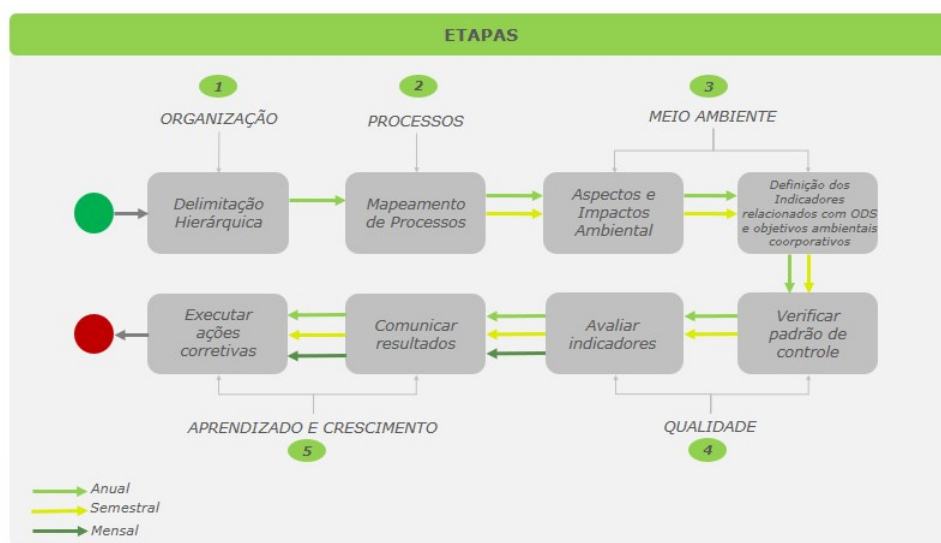 ETAPAS
1
ORGANIZAÇÃO
2
PROCESSOS
3
MEIO AMBIENTE
Delimitação
Hierárquica
Mapeamento
de Processos
Aspectos e
Impactos
Ambiental
Definição dos
Indicadores
relacionados com ODS
e objetivos ambientais
coorporativos
Executar
ações
corretivas
Comunicar
resultados
Avaliar
indicadores
Verificar
padrão de
controle
APRENDIZADO E CRESCIMENTO
5
QUALIDADE
4
Anual
Semestral
Mensal